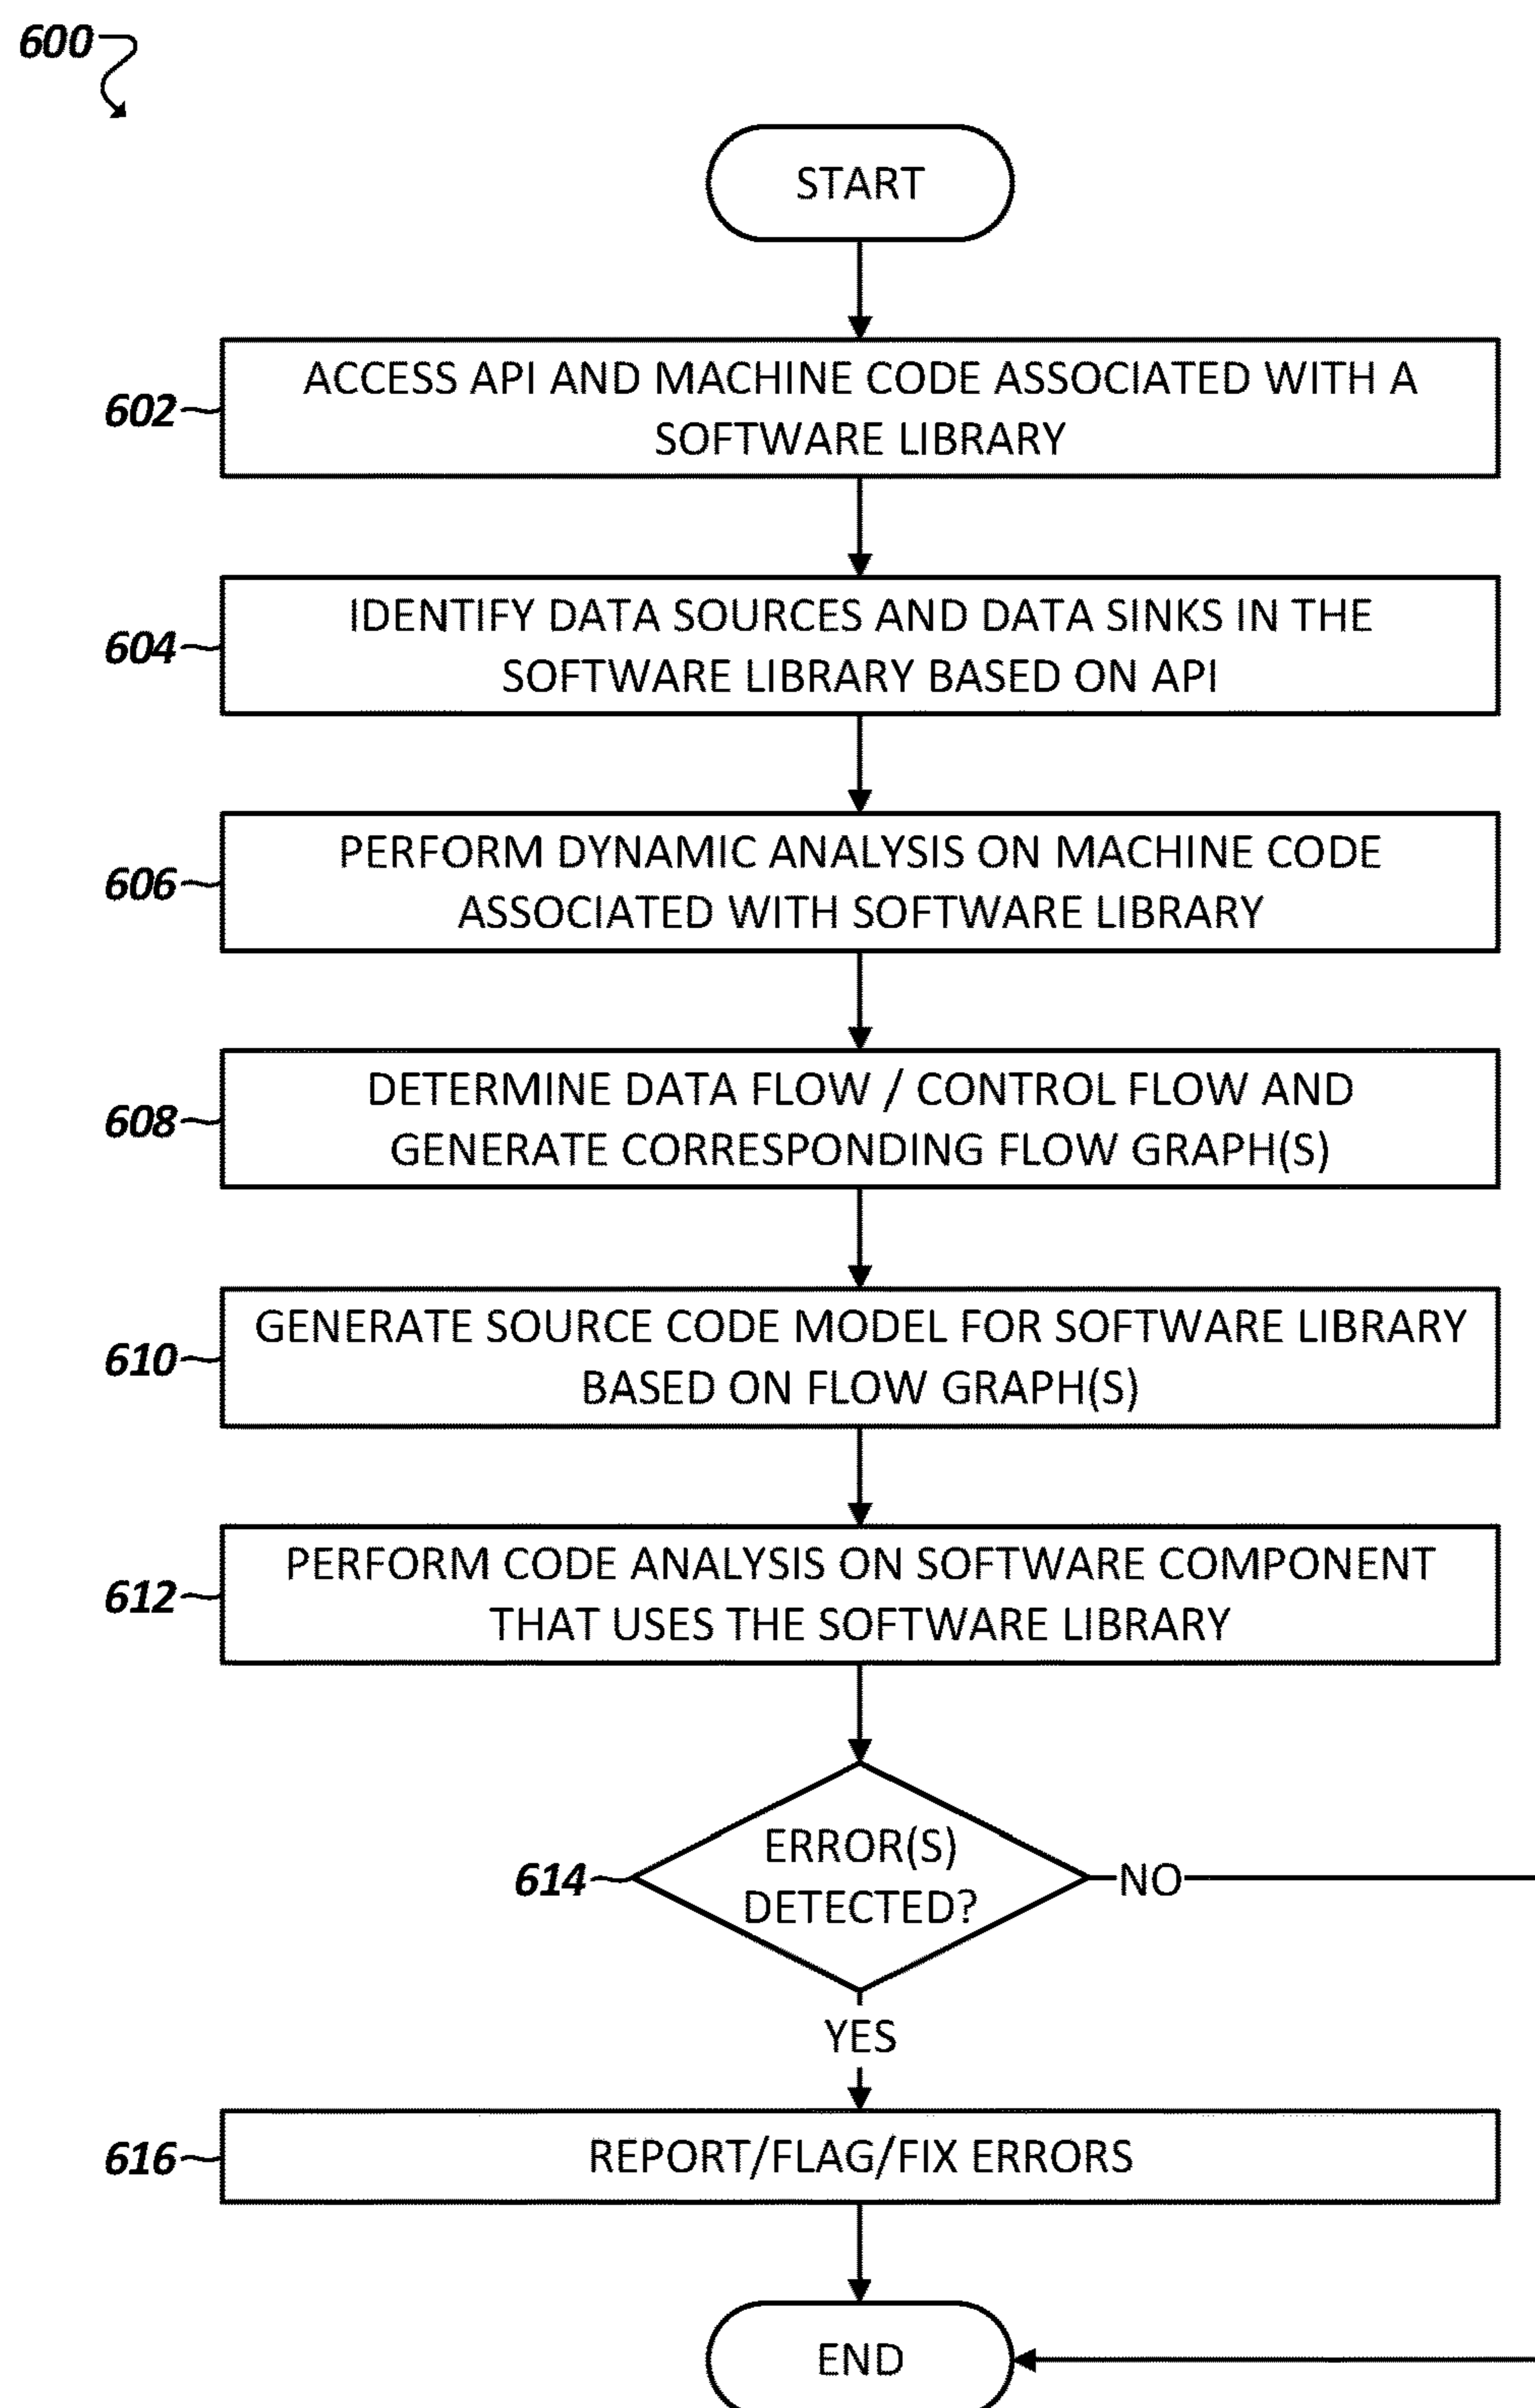 600
START
602
ACCESS API AND MACHINE CODE ASSOCIATED WITH A
SOFTWARE LIBRARY
604
IDENTIFY DATA SOURCES AND DATA SINKS IN THE
SOFTWARE LIBRARY BASED ON API
606
PERFORM DYNAMIC ANALYSIS ON MACHINE CODE
ASSOCIATED WITH SOFTWARE LIBRARY
608
DETERMINE DATA FLOW / CONTROL FLOW AND
GENERATE CORRESPONDING FLOW GRAPH(S)
610
GENERATE SOURCE CODE MODEL FOR SOFTWARE LIBRARY
BASED ON FLOW GRAPH(S)
612
PERFORM CODE ANALYSIS ON SOFTWARE COMPONENT
THAT USES THE SOFTWARE LIBRARY
614
ERROR(S)
DETECTED?
NO
YES
616
REPORT/FLAG/FIX ERRORS
END